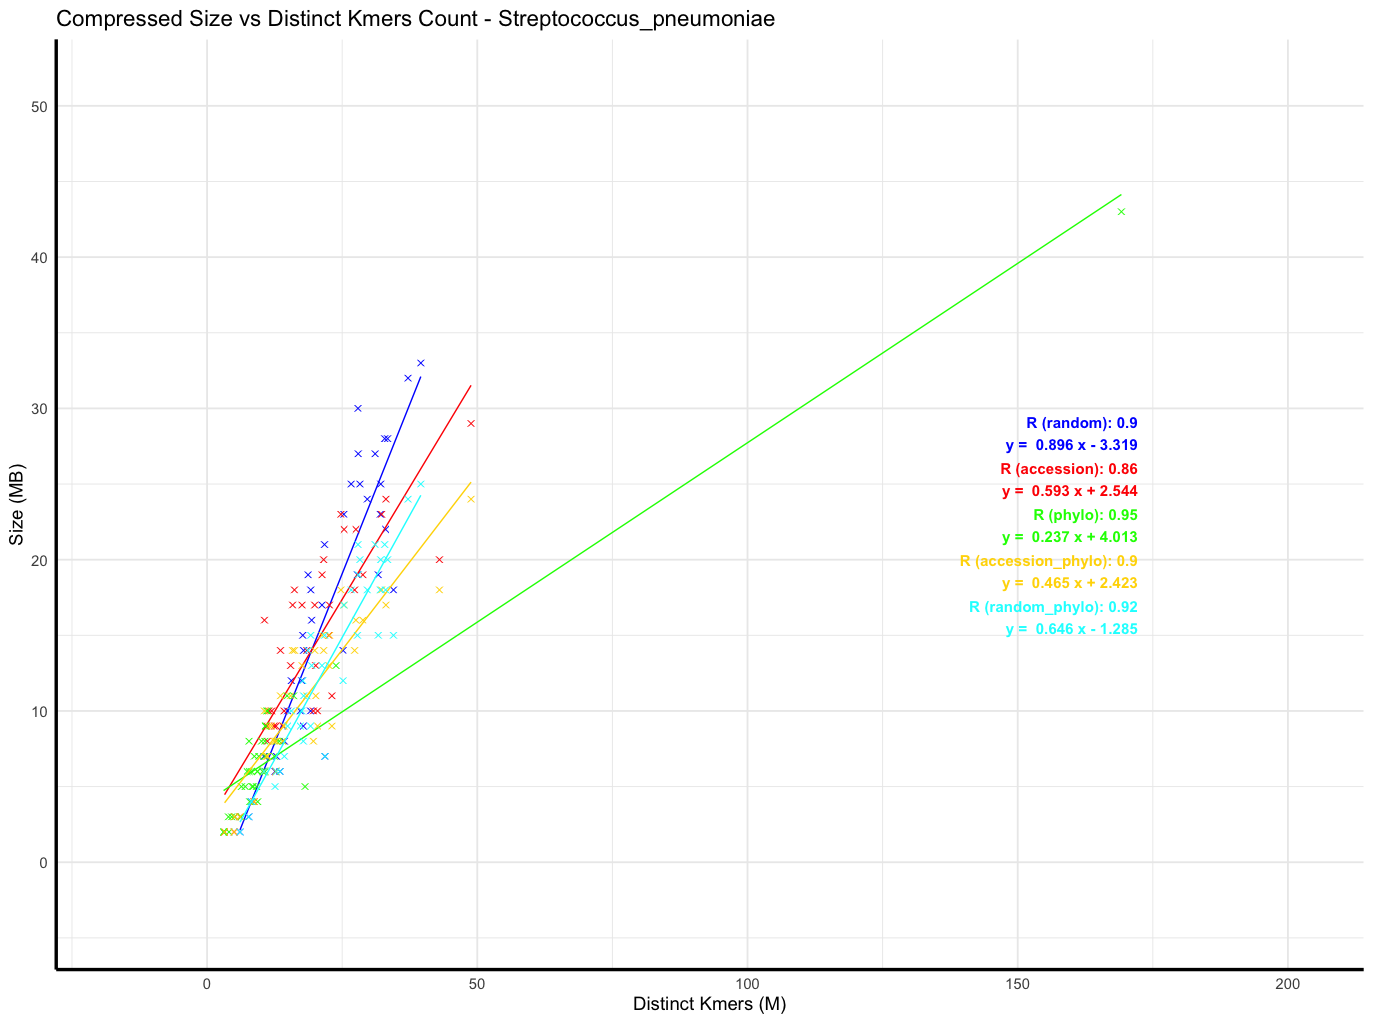 Compressed Size vs Distinct Kmers Count - Streptococcus_pneumoniae
Size (MB)
50
40
30
20
10
0
R (random): 0.9
y = 0.896 x - 3.319
R (accession): 0.86
y = 0.593 x + 2.544
R (phylo): 0.95
y = 0.237 x + 4.013
R (accession_phylo): 0.9
y = 0.465 x + 2.423
R (random_phylo): 0.92
y = 0.646 x - 1.285
0 50 100 150 200
Distinct Kmers (M)